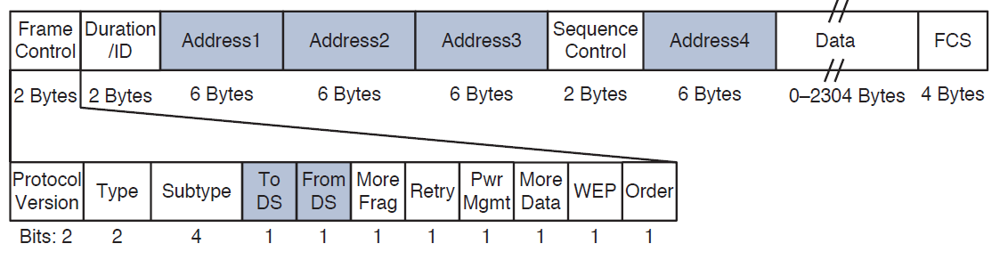 Frame Control
Duration /ID
Address1
Address2
Address3
Sequence Control
Address4
Data
FCS
2 Bytes
2 Bytes
6 Bytes
6 Bytes
6 Bytes
2 Bytes
6 Bytes
0–2304 Bytes
4 Bytes
Protocol Version
Type
Subtype
To DS
From DS
More Frag
Retry
Pwr Mgmt
More Data
WEP
Order
Bits: 2
2
4
1
1
1
1
1
1
1
1